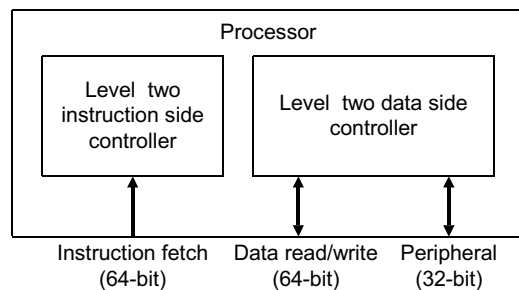 Processor
Level two
instruction side
controller
Level two data side
controller
Instruction fetch
(64-bit)
Data read/write
(64-bit)
Peripheral
(32-bit)